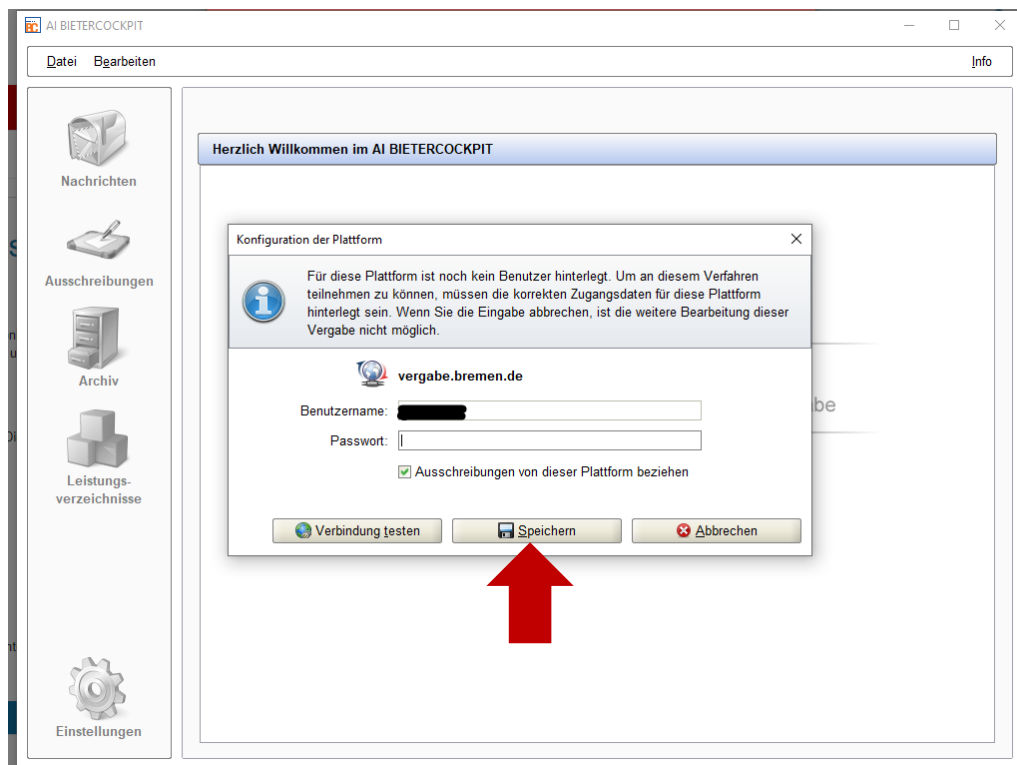 AI BIETERCOCKPIT
Datei Bearbeiten Info
Nachrichten
Ausschreibungen
Archiv
Leistungs-
verzeichnisse
Einstellungen
Herzlich Willkommen im AI BIETERCOCKPIT
Konfiguration der Plattform
Für diese Plattform ist noch kein Benutzer hinterlegt. Um an diesem Verfahren
teilnehmen zu können, müssen die korrekten Zugangsdaten für diese Plattform
hinterlegt sein. Wenn Sie die Eingabe abbrechen, ist die weitere Bearbeitung dieser
Vergabe nicht möglich.
vergabe.bremen.de
Benutzername:
Passwort:
Ausschreibungen von dieser Plattform beziehen
Verbindung testen Speichern Abbrechen